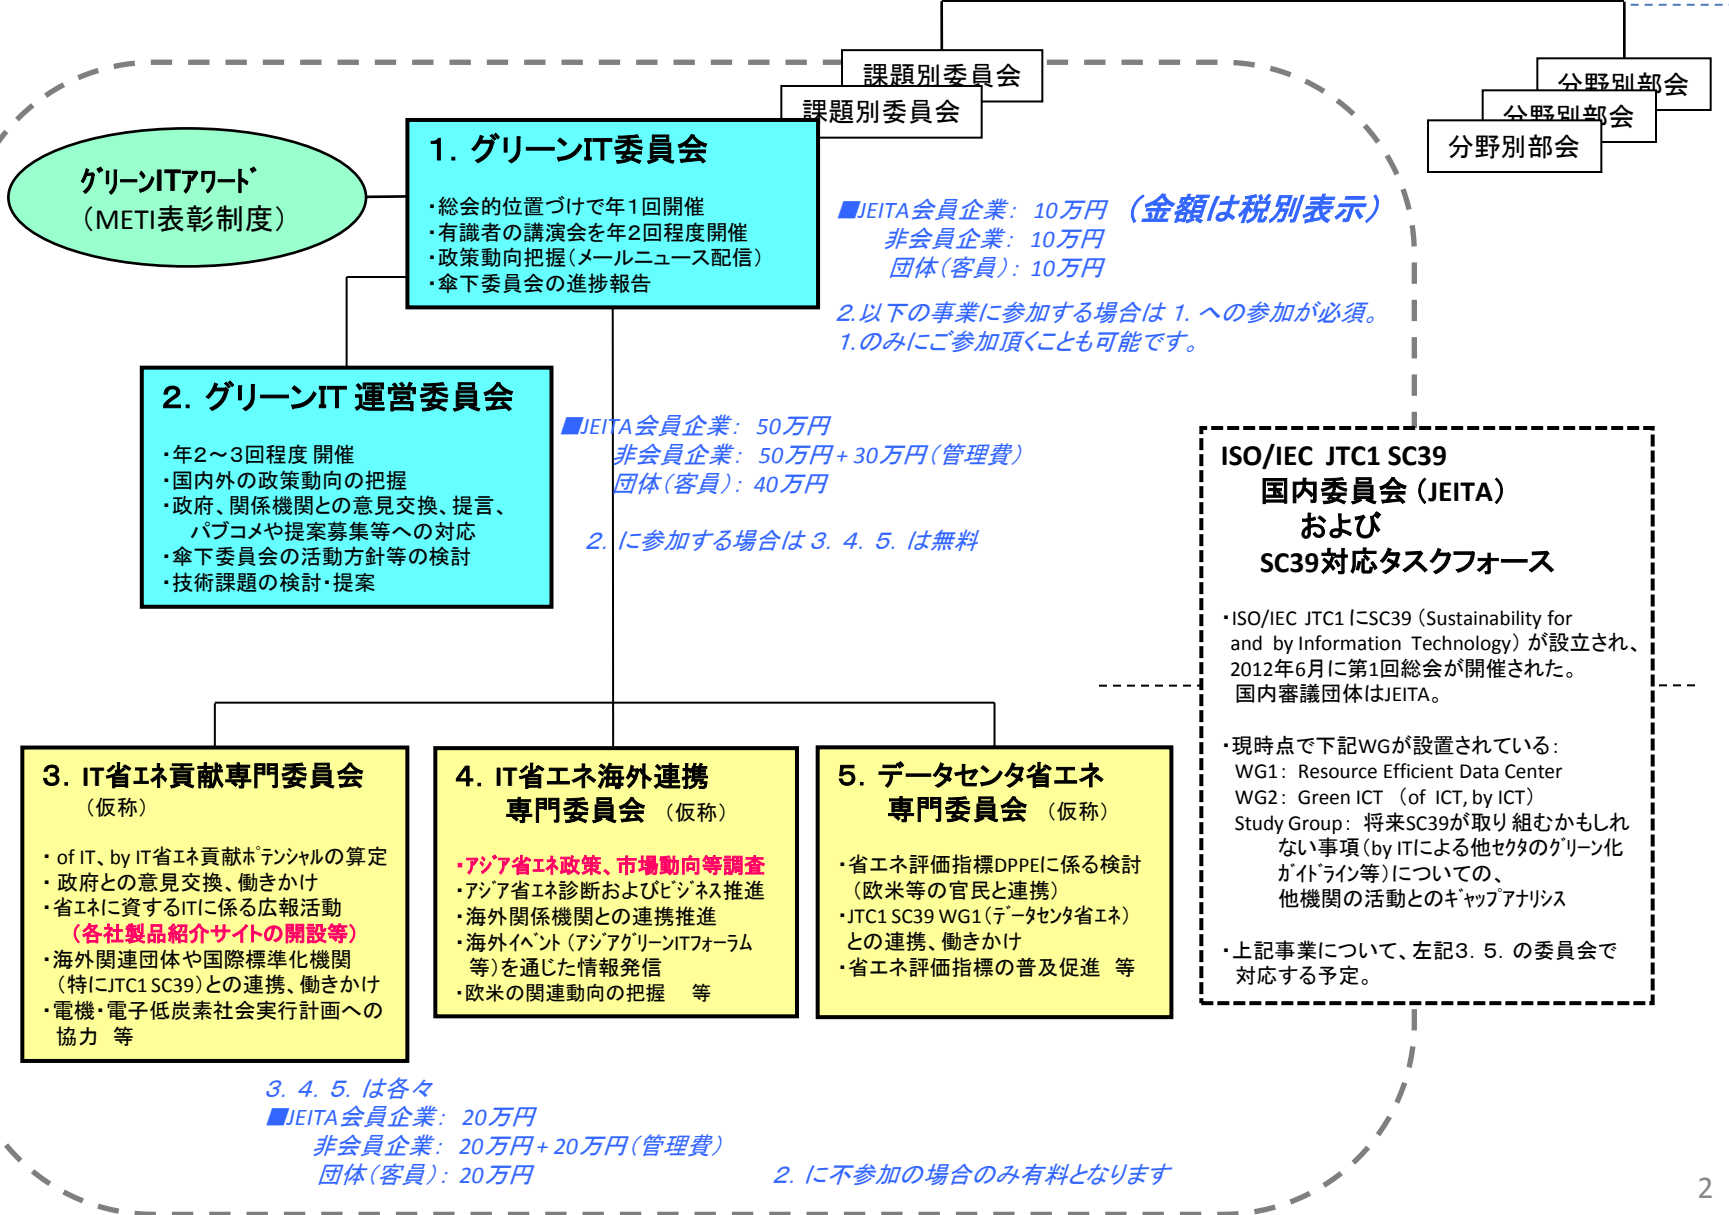 課題別委員会
課題別委員会
分野別部会
分野別部会
分野別部会
グリーンITアワード
（METI表彰制度）
1．グリーンIT委員会
・総会的位置づけで年1回開催
・有識者の講演会を年2回程度開催
・政策動向把握（メールニュース配信）
・傘下委員会の進捗報告
■JEITA会員企業： 10万円 （金額は税別表示）
非会員企業： 10万円
団体（客員）： 10万円
2.以下の事業に参加する場合は 1. への参加が必須。
1.のみにご参加頂くことも可能です。
2．グリーンIT 運営委員会
・年2～3回程度 開催
・国内外の政策動向の把握
・政府、関係機関との意見交換、提言、
パブコメや提案募集等への対応
・傘下委員会の活動方針等の検討
・技術課題の検討・提案
■JEITA会員企業： 50万円
非会員企業： 50万円＋30万円（管理費）
団体（客員）： 40万円
2．に参加する場合は 3．4．5．は無料
ISO/IEC JTC1 SC39
国内委員会（JEITA）
および
SC39対応タスクフォース
・ISO/IEC JTC1 にSC39 （Sustainability for
and by Information Technology） が設立され、
2012年6月に第1回総会が開催された。
国内審議団体はJEITA。
・現時点で下記WGが設置されている：
WG1： Resource Efficient Data Center
WG2： Green ICT （of ICT, by ICT）
Study Group： 将来SC39が取り組むかもしれ
ない事項（by ITによる他セクタのグリーン化
ガイドライン等）についての、
他機関の活動とのギャップアナリシス
・上記事業について、左記3．5．の委員会で
対応する予定。
3．IT省エネ貢献専門委員会
（仮称）
・ of IT、by IT省エネ貢献ポテンシャルの算定
・ 政府との意見交換、働きかけ
・省エネに資するITに係る広報活動
（各社製品紹介サイトの開設等）
・海外関連団体や国際標準化機関
（特にJTC1 SC39）との連携、働きかけ
・電機・電子低炭素社会実行計画への
協力 等
4．IT省エネ海外連携
専門委員会 （仮称）
・アジア省エネ政策、市場動向等調査
・アジア省エネ診断およびビジネス推進
・海外関係機関との連携推進
・海外イベント（アジアグリーンITフォーラム
等）を通じた情報発信
・欧米の関連動向の把握 等
5．データセンタ省エネ
専門委員会 （仮称）
・省エネ評価指標DPPEに係る検討
（欧米等の官民と連携）
・JTC1 SC39 WG1（データセンタ省エネ）
との連携、働きかけ
・省エネ評価指標の普及促進 等
3．4．5．は各々
■JEITA会員企業： 20万円
非会員企業： 20万円＋20万円（管理費）
団体（客員）： 20万円
2．に不参加の場合のみ有料となります
2